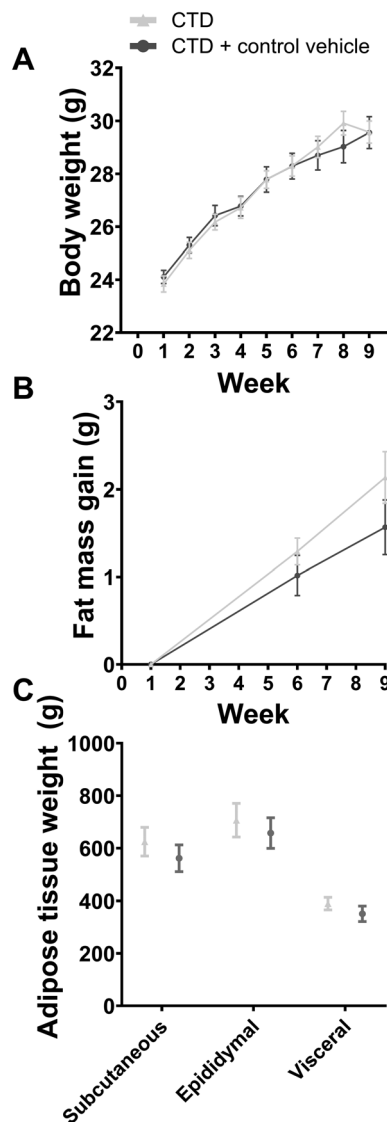 CTD
CTD + control vehicle
A
Body weight (g)
32
30
28
26
24
22
0 1 2 3 4 5 6 7 8 9
Week
B
Fat mass gain (g)
3
2
1
0
0 1 2 3 4 5 6 7 8 9
Week
C
Adipose tissue weight (g)
1000
800
600
400
200
0
Subcutaneous
Epididymal
Visceral